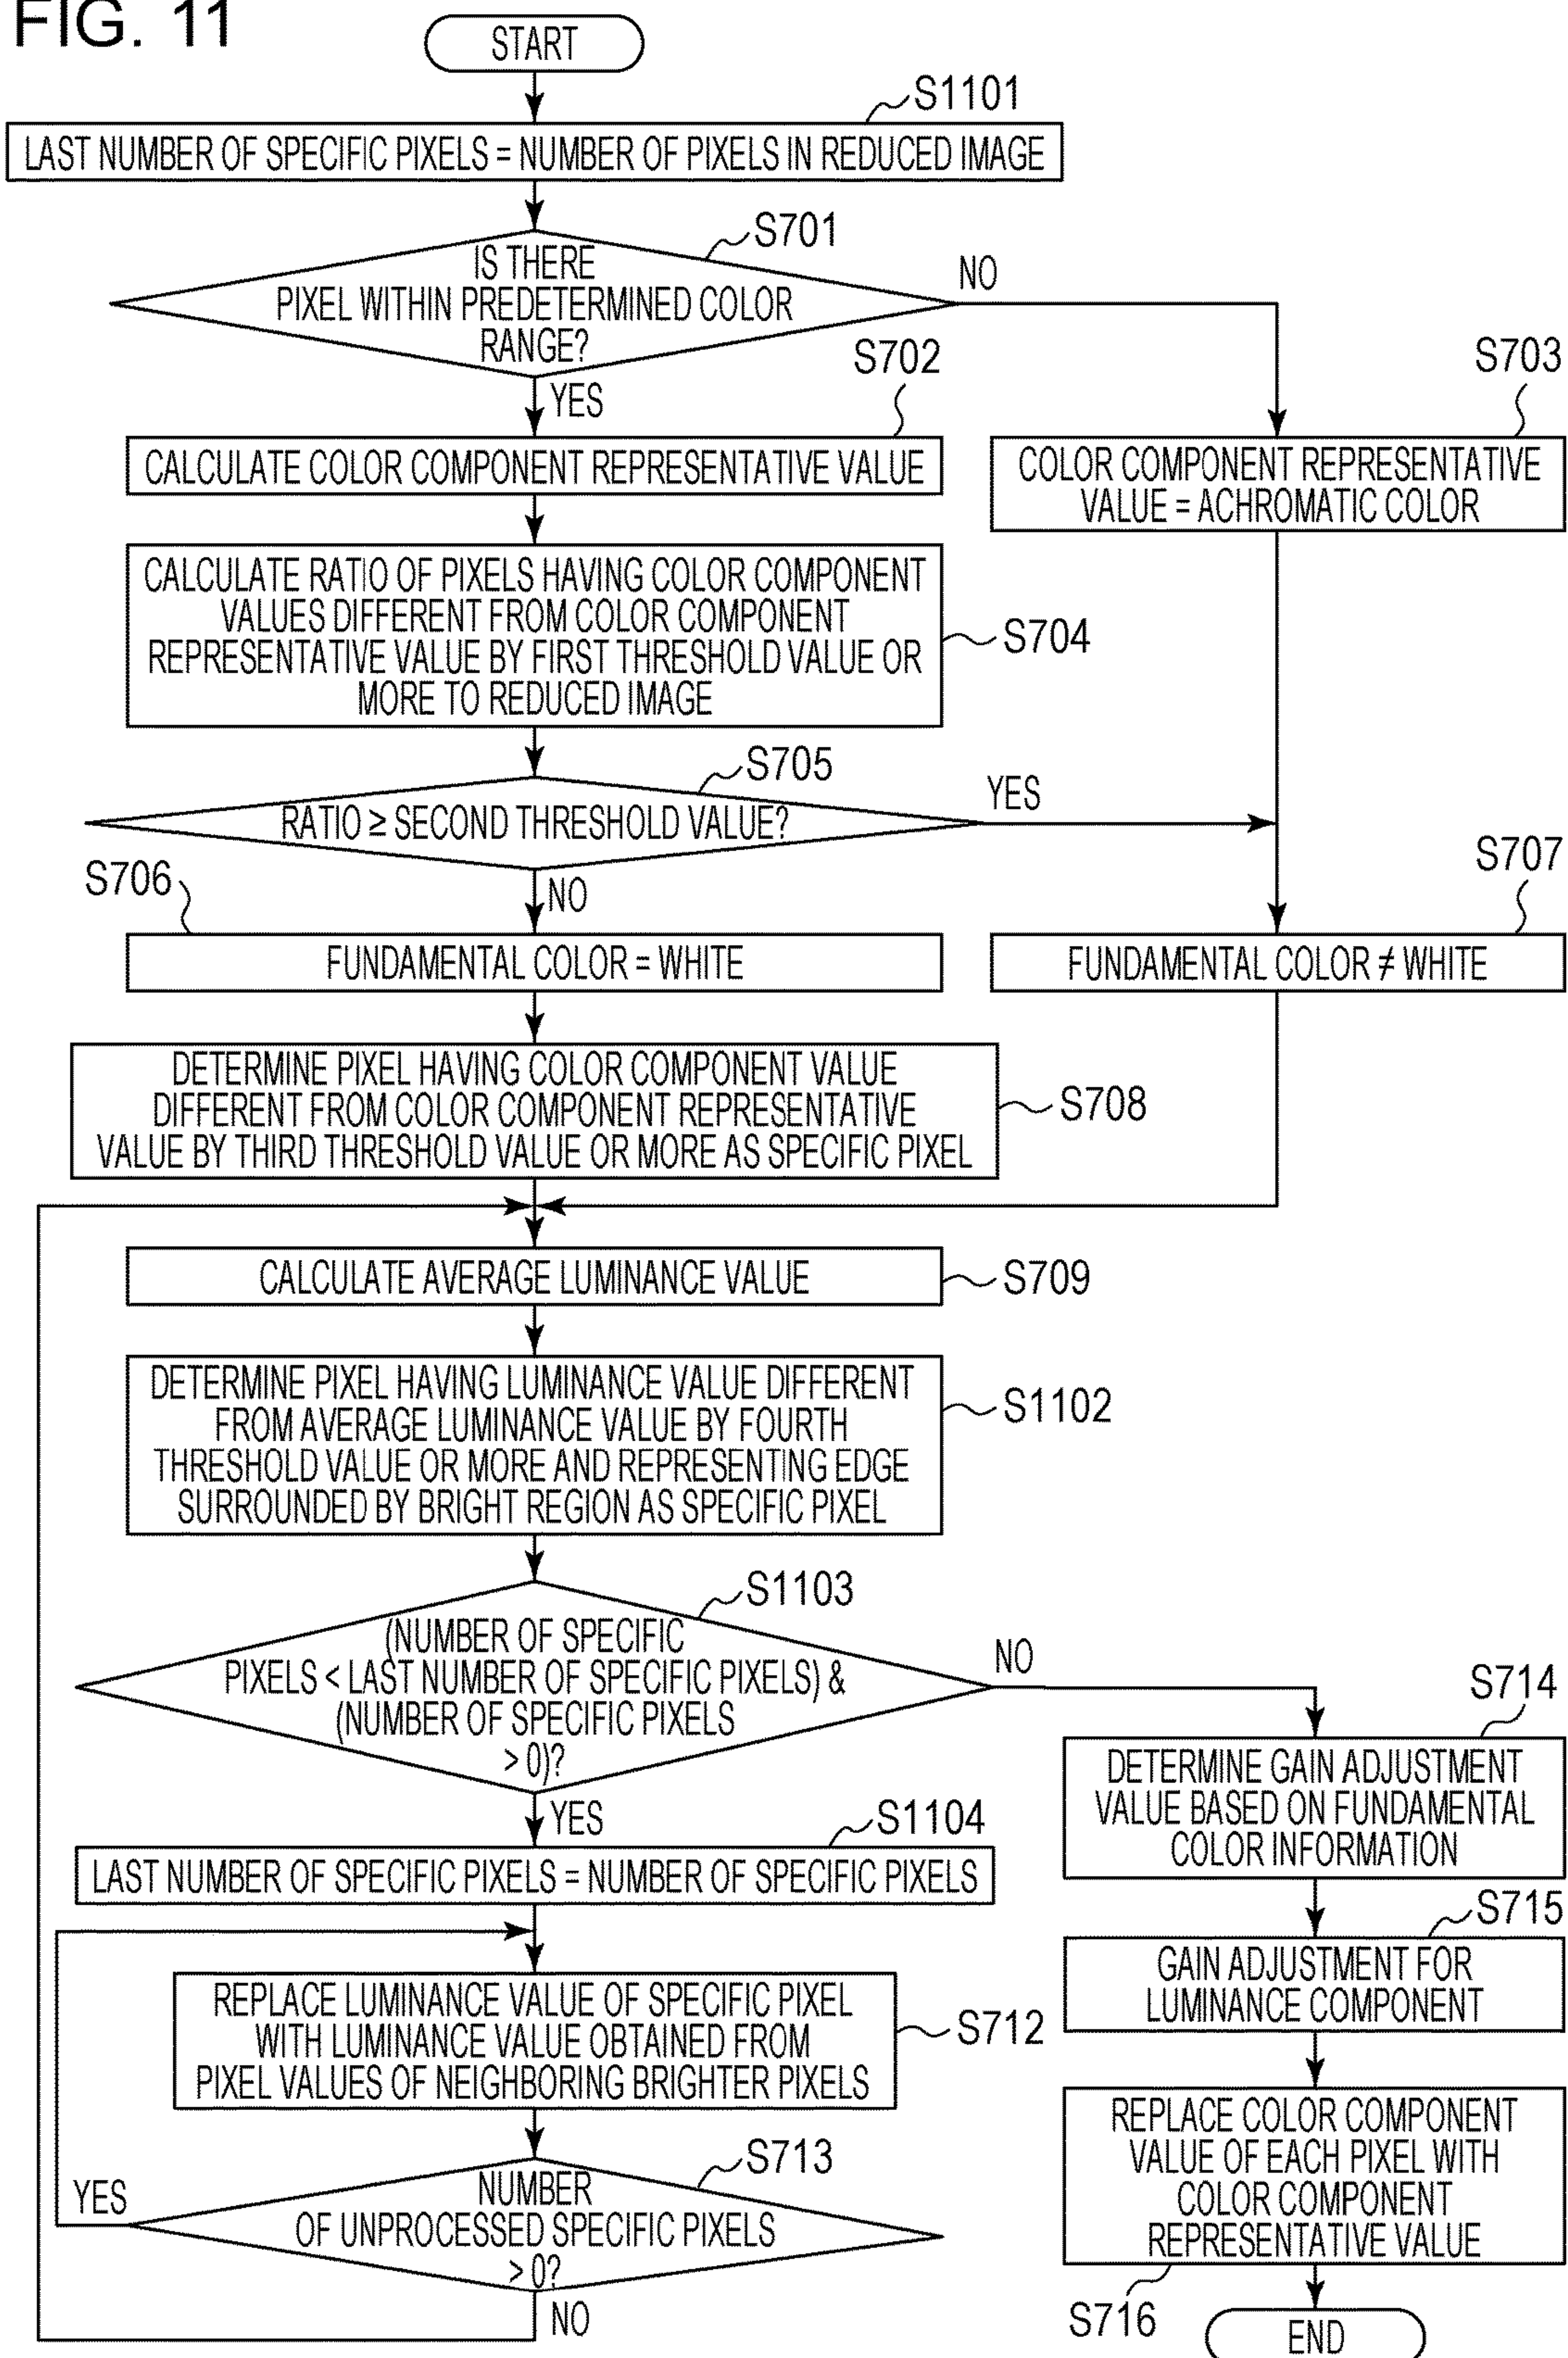 FIG. 11
START
S1101
LAST NUMBER OF SPECIFIC PIXELS = NUMBER OF PIXELS IN REDUCED IMAGE
S701
IS THERE
PIXEL WITHIN PREDETERMINED COLOR
RANGE?
NO
YES
S702
CALCULATE COLOR COMPONENT REPRESENTATIVE VALUE
S703
COLOR COMPONENT REPRESENTATIVE
VALUE = ACHROMATIC COLOR
CALCULATE RATIO OF PIXELS HAVING COLOR COMPONENT
VALUES DIFFERENT FROM COLOR COMPONENT
REPRESENTATIVE VALUE BY FIRST THRESHOLD VALUE OR
MORE TO REDUCED IMAGE
S704
S705
RATIO ≥ SECOND THRESHOLD VALUE?
YES
NO
S706
FUNDAMENTAL COLOR = WHITE
S707
FUNDAMENTAL COLOR ≠ WHITE
DETERMINE PIXEL HAVING COLOR COMPONENT VALUE
DIFFERENT FROM COLOR COMPONENT REPRESENTATIVE
VALUE BY THIRD THRESHOLD VALUE OR MORE AS SPECIFIC PIXEL
S708
CALCULATE AVERAGE LUMINANCE VALUE
S709
DETERMINE PIXEL HAVING LUMINANCE VALUE DIFFERENT
FROM AVERAGE LUMINANCE VALUE BY FOURTH
THRESHOLD VALUE OR MORE AND REPRESENTING EDGE
SURROUNDED BY BRIGHT REGION AS SPECIFIC PIXEL
S1102
S1103
(NUMBER OF SPECIFIC
PIXELS < LAST NUMBER OF SPECIFIC PIXELS) &
(NUMBER OF SPECIFIC PIXELS
> 0)?
NO
YES
S1104
LAST NUMBER OF SPECIFIC PIXELS = NUMBER OF SPECIFIC PIXELS
REPLACE LUMINANCE VALUE OF SPECIFIC PIXEL
WITH LUMINANCE VALUE OBTAINED FROM
PIXEL VALUES OF NEIGHBORING BRIGHTER PIXELS
S712
S713
NUMBER
OF UNPROCESSED SPECIFIC PIXELS
> 0?
YES
NO
S714
DETERMINE GAIN ADJUSTMENT
VALUE BASED ON FUNDAMENTAL
COLOR INFORMATION
S715
GAIN ADJUSTMENT FOR
LUMINANCE COMPONENT
REPLACE COLOR COMPONENT
VALUE OF EACH PIXEL WITH
COLOR COMPONENT
REPRESENTATIVE VALUE
S716
END